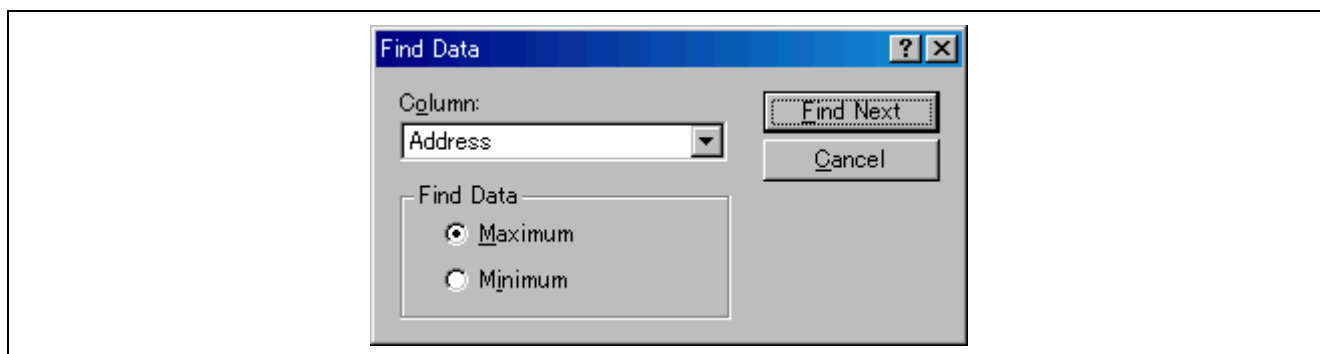 Find Data
Column:
Address
Find Next
Cancel
Find Data
Maximum
Minimum